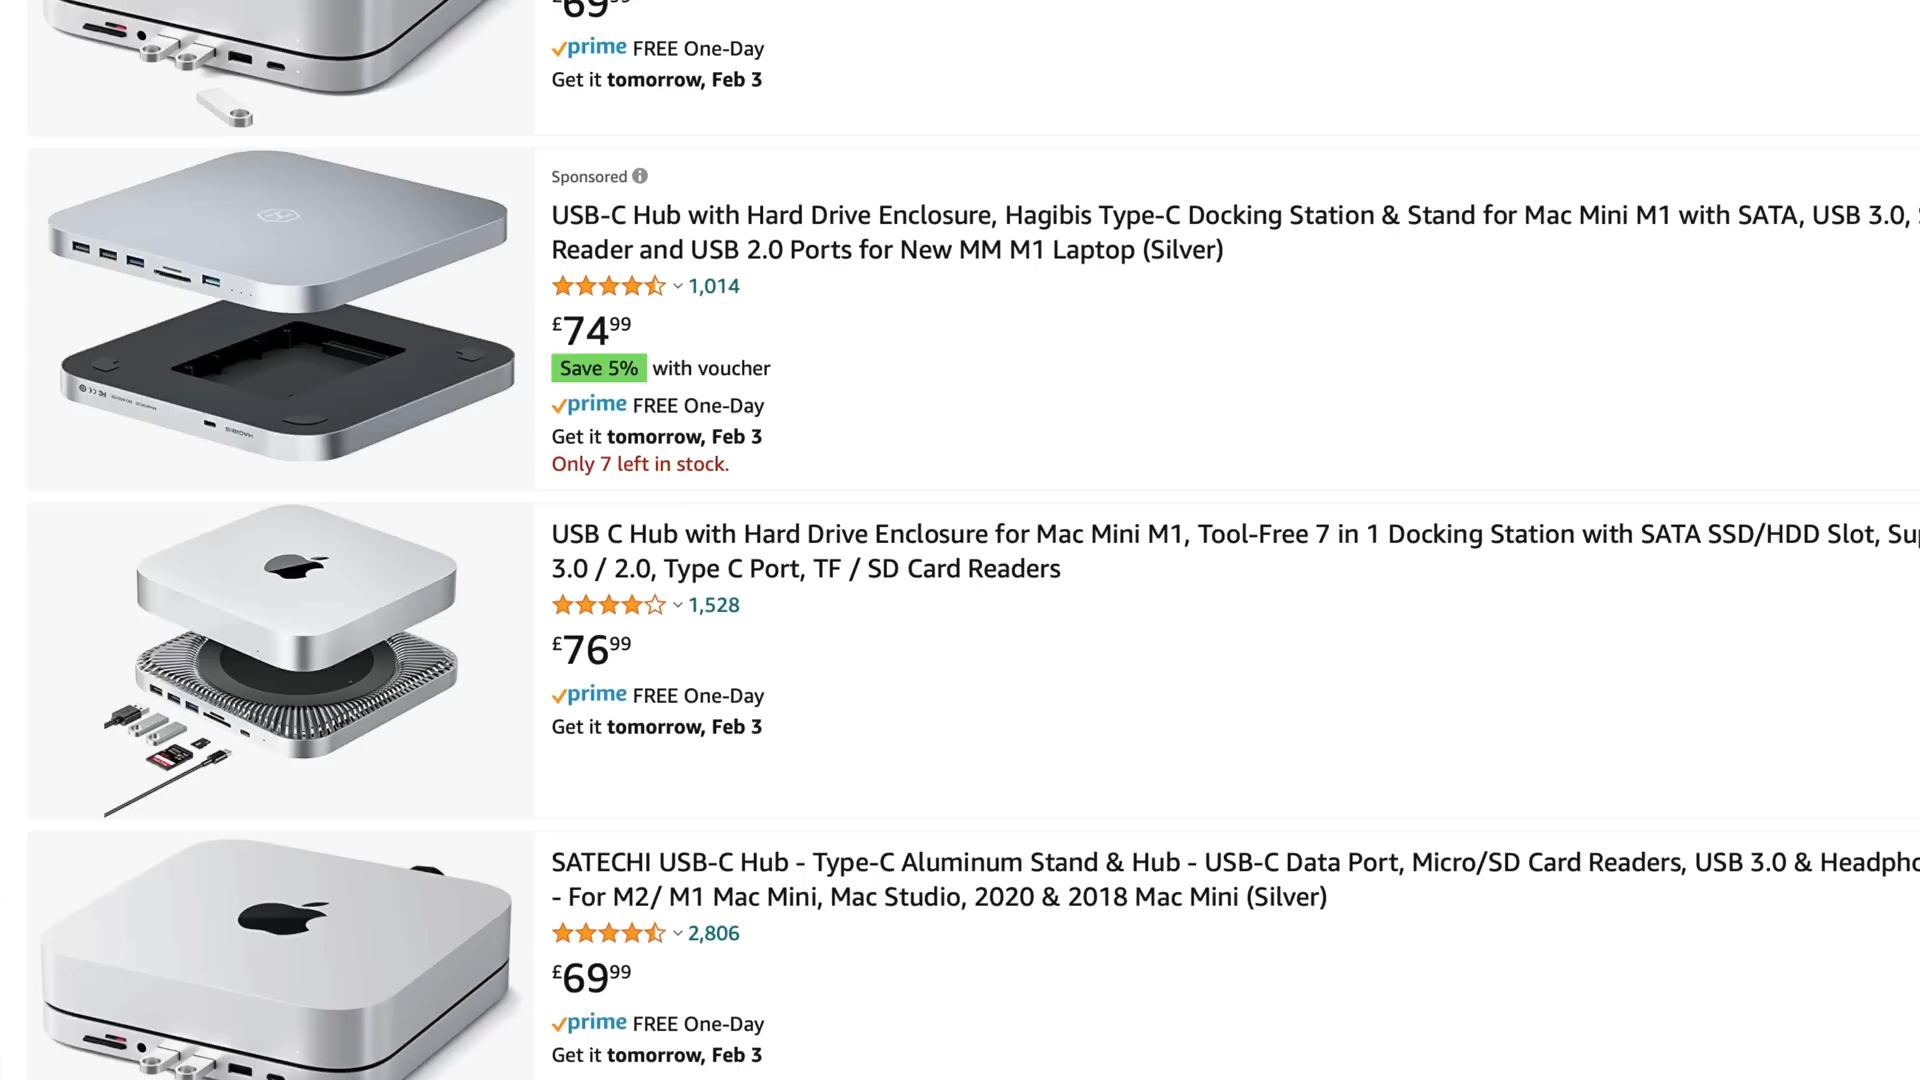 £69⁹⁹
prime FREE One-Day
Get it tomorrow, Feb 3
Sponsored
USB-C Hub with Hard Drive Enclosure, Hagibis Type-C Docking Station & Stand for Mac Mini M1 with SATA, USB 3.0,
Reader and USB 2.0 Ports for New MM M1 Laptop (Silver)
1,014
£74⁹⁹
Save 5% with voucher
prime FREE One-Day
Get it tomorrow, Feb 3
Only 7 left in stock.
HAGIBIS
USB C Hub with Hard Drive Enclosure for Mac Mini M1, Tool-Free 7 in 1 Docking Station with SATA SSD/HDD Slot, Su
3.0 / 2.0, Type C Port, TF / SD Card Readers
1,528
£76⁹⁹
prime FREE One-Day
Get it tomorrow, Feb 3
SATECHI USB-C Hub - Type-C Aluminum Stand & Hub - USB-C Data Port, Micro/SD Card Readers, USB 3.0 & Headpho
- For M2/ M1 Mac Mini, Mac Studio, 2020 & 2018 Mac Mini (Silver)
2,806
£69⁹⁹
prime FREE One-Day
Get it tomorrow, Feb 3